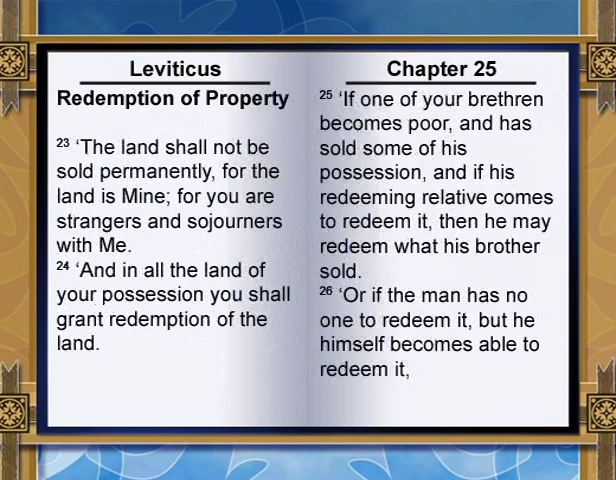 Leviticus
Redemption of Property
²³ ‘The land shall not be
sold permanently, for the
land is Mine; for you are
strangers and sojourners
with Me.
²⁴ ‘And in all the land of
your possession you shall
grant redemption of the
land.
Chapter 25
²⁵ ‘If one of your brethren
becomes poor, and has
sold some of his
possession, and if his
redeeming relative comes
to redeem it, then he may
redeem what his brother
sold.
²⁶ ‘Or if the man has no
one to redeem it, but he
himself becomes able to
redeem it,